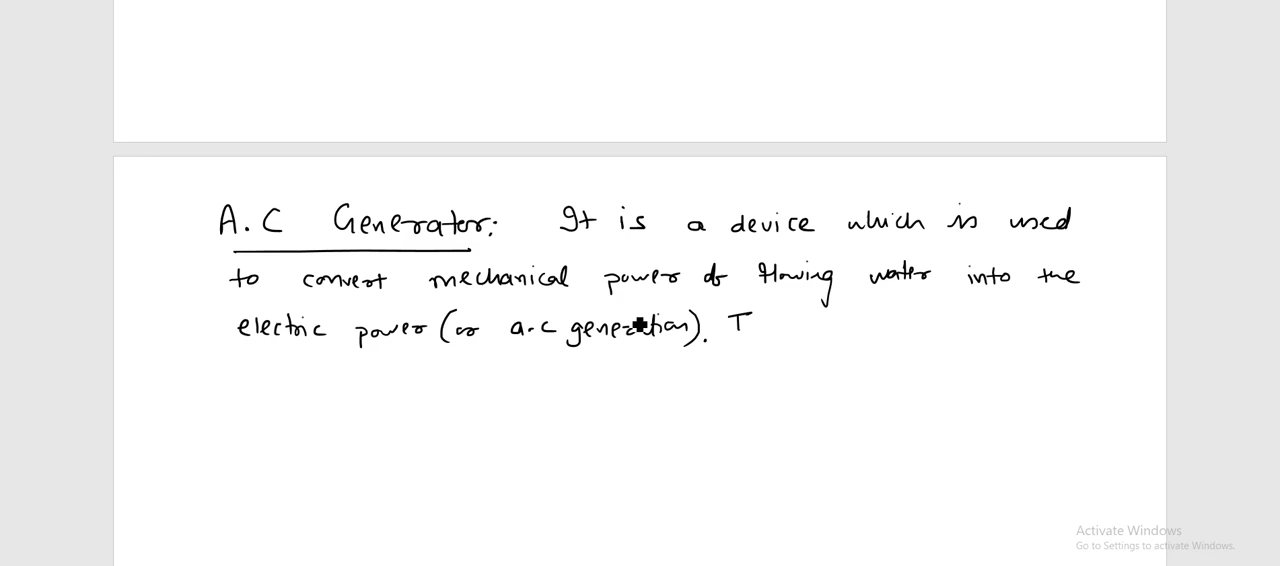 A.C Generator: It is a device which is used
to convert mechanical power of flowing water into the
electric power (or a.c generation). T
Activate Windows
Go to Settings to activate Windows.